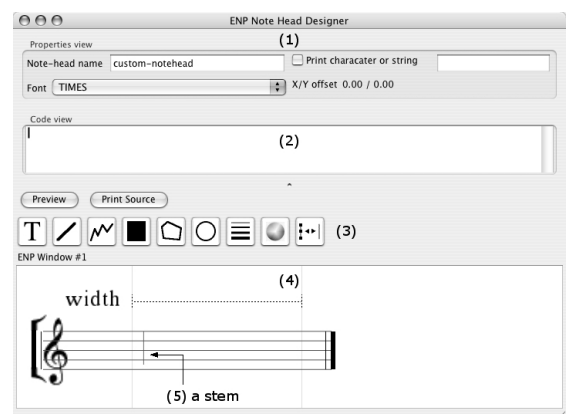 ENP Note Head Designer
(1)
Properties view
Note-head name custom-notehead Print characater or string
Font TIMES X/Y offset 0.00 / 0.00
Code view
(2)
Preview Print Source
T (3)
ENP Window #1
(4)
width
(5) a stem